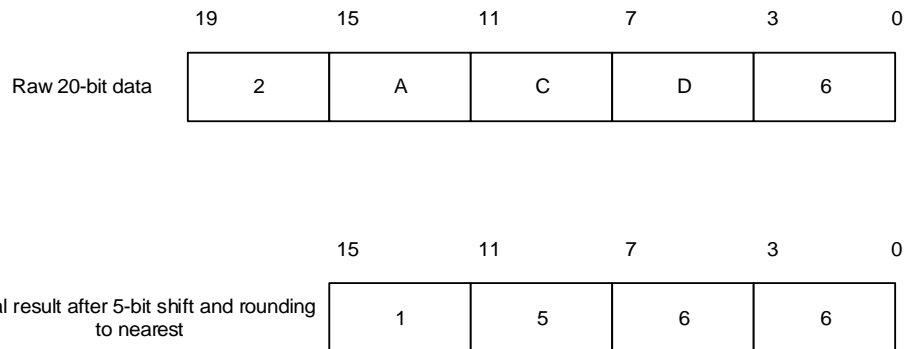 19 15 11 7 3 0
Raw 20-bit data 2 A C D 6
15 11 7 3 0
result after 5-bit shift and rounding
to nearest
1 5 6 6